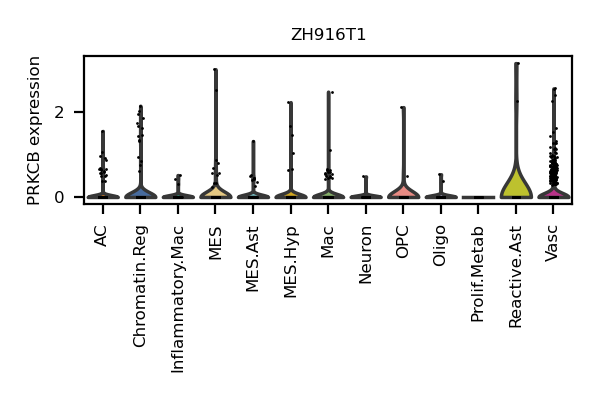 ZH916T1
PRKCB expression
2
0
AC
Chromatin.Reg
Inflammatory.Mac
MES
MES.Ast
MES.Hyp
Mac
Neuron
OPC
Oligo
Prolif.Metab
Reactive.Ast
Vasc